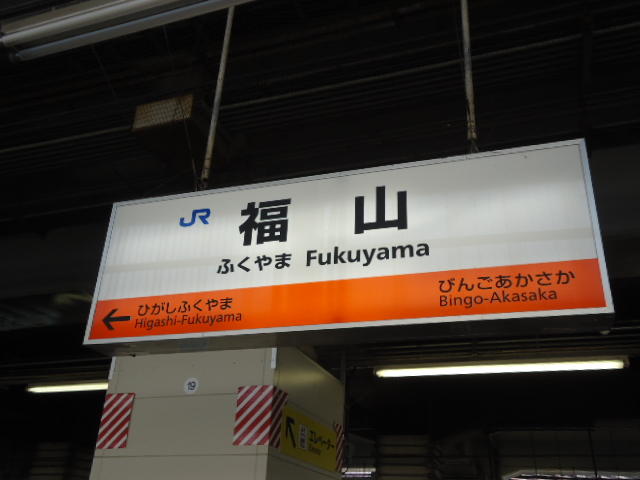 JR 福山
ふくやま Fukuyama
← ひがしふくやま
Higashi-Fukuyama
びんごあかさか
Bingo-Akasaka
19
エレベーター